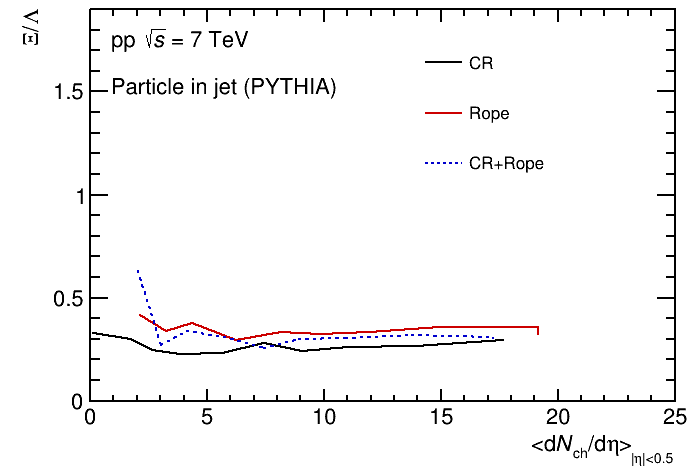 Ξ/Λ
pp √s = 7 TeV
Particle in jet (PYTHIA)
CR
Rope
CR+Rope
1.5
1
0.5
0
0 5 10 15 20 25
<dNch/dη>|η|<0.5